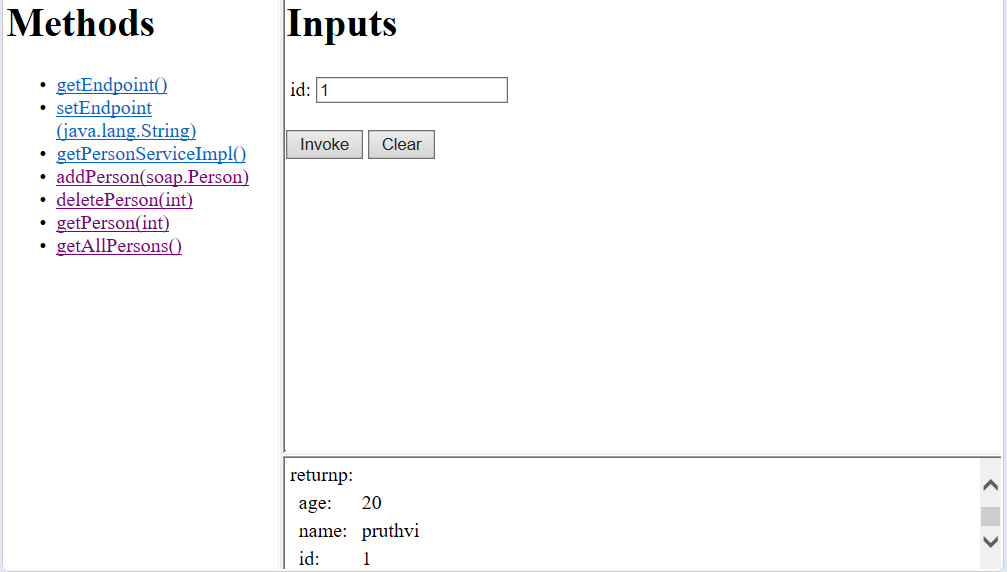 Methods
getEndpoint()
setEndpoint
(java.lang.String)
getPersonServiceImpl()
addPerson(soap.Person)
deletePerson(int)
getPerson(int)
getAllPersons()
Inputs
id: 1
Invoke Clear
returnp:
age: 20
name: pruthvi
id: 1